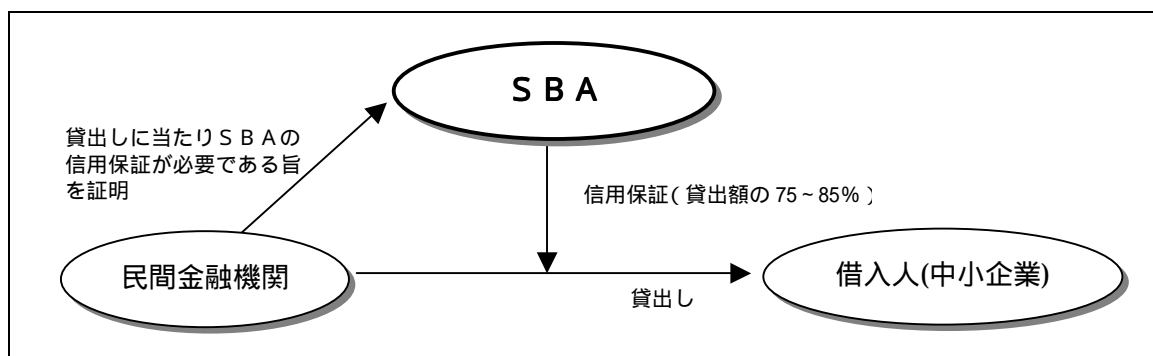 ＳＢＡ
貸出しに当たりＳＢＡの
信用保証が必要である旨
を証明
信用保証(貸出額の 75~85％)
民間金融機関
借入人(中小企業)
貸出し